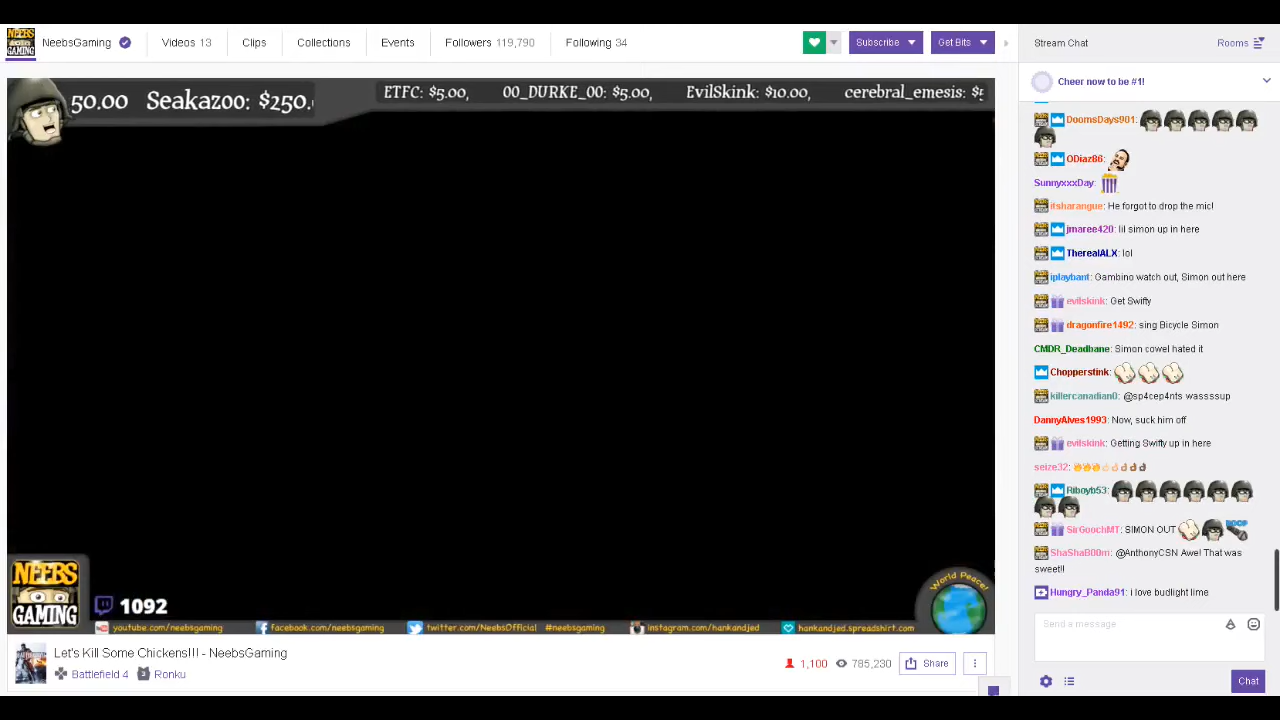 NEEBS GAMING
NeebsGaming
Videos 13
Clips
Collections
Events
Followers 119,790
Following 34
Subscribe
Get Bits
Stream Chat
Rooms
50.00 Seakazoo: $250.
ETFC: $5.00, 00_DURKE_00: $5.00, EvilSkink: $10.00, cerebral_emesis: $5
NEEBS
GAMING
1092
World Peace!
youtube.com/neebsgaming
facebook.com/neebsgaming
twitter.com/NeebsOfficial #neebsgaming
instagram.com/hankandjed
hankandjed.spreadshirt.com
Let's Kill Some Chickens!!! - NeebsGaming
Battlefield 4 Ronku
1,100 785,230 Share
Cheer now to be #1!
DoomsDays901:
ODiaz86:
SunnyxxxDay:
itsharangue: He forgot to drop the mic!
jmaree420: lil simon up in here
TherealALX: lol
iplaybant: Gambino watch out, Simon out here
evilskink: Get Swifty
dragonfire1492: sing Bicycle Simon
CMDR_Deadbane: Simon cowel hated it
Chopperstink:
killercanadian0: @sp4cep4nts wassssup
DannyAlves1993: Now, suck him off
evilskink: Getting Swifty up in here
seize32:
Riboyb53:
SirGoochMT: SIMON OUT POOP
ShaShaB00m: @AnthonyCSN Awe! That was
sweet!!
Hungry_Panda91: i love budlight lime
Send a message
Chat